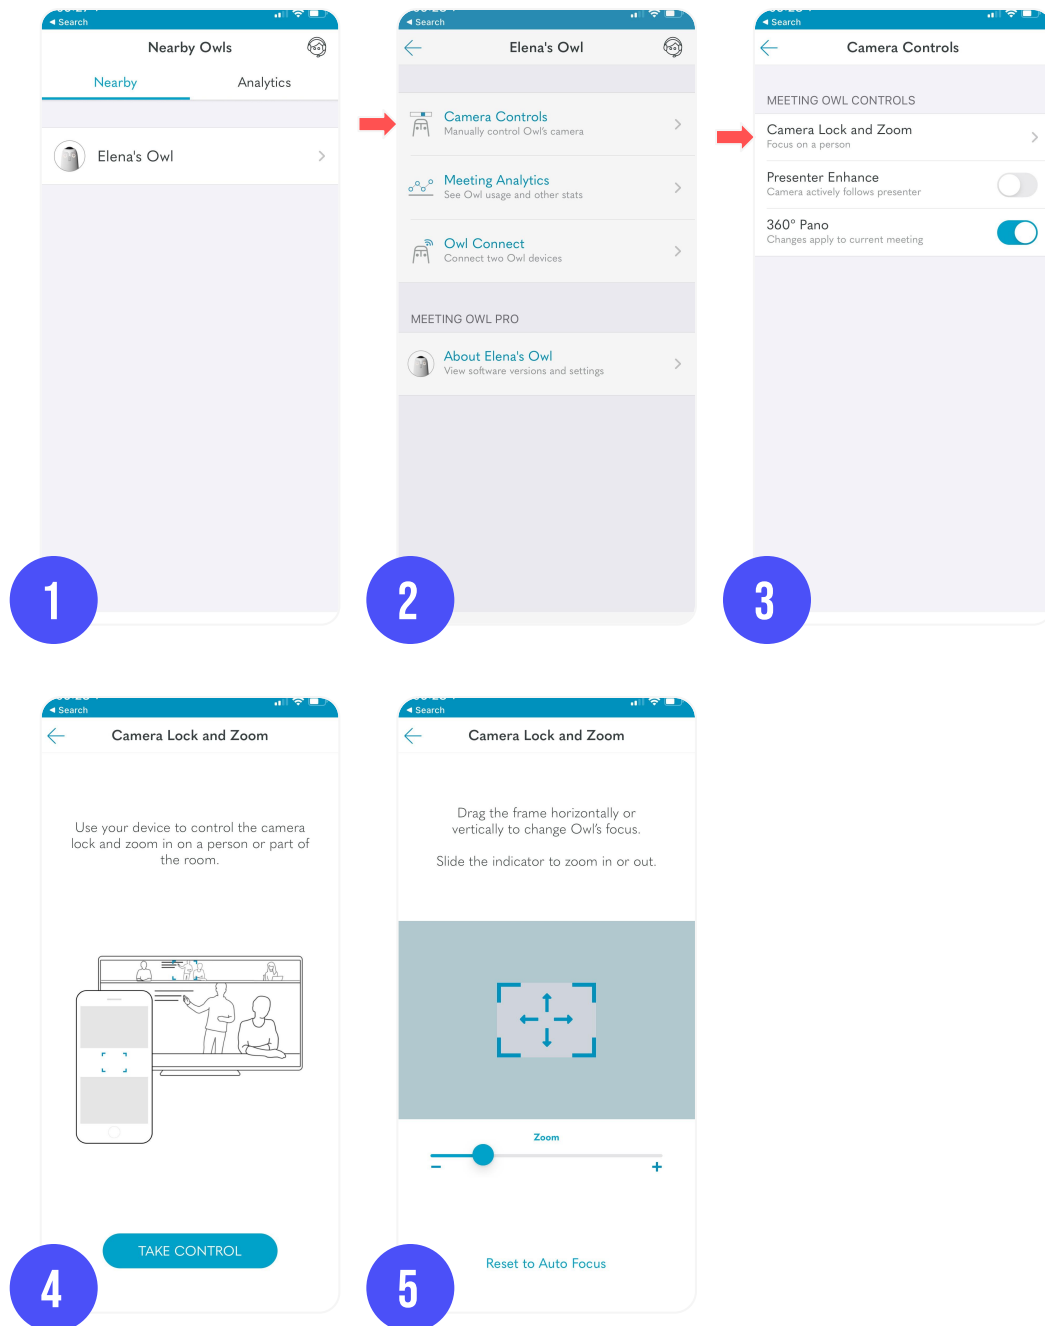 ◄ Search
Nearby Owls
Nearby
Analytics
Elena's Owl
1
◄ Search
Elena's Owl
Camera Controls
Manually control Owl's camera
Meeting Analytics
See Owl usage and other stats
Owl Connect
Connect two Owl devices
MEETING OWL PRO
About Elena's Owl
View software versions and settings
2
◄ Search
Camera Controls
MEETING OWL CONTROLS
Camera Lock and Zoom
Focus on a person
Presenter Enhance
Camera actively follows presenter
360° Pano
Changes apply to current meeting
3
◄ Search
Camera Lock and Zoom
Use your device to control the camera
lock and zoom in on a person or part of
the room.
TAKE CONTROL
4
◄ Search
Camera Lock and Zoom
Drag the frame horizontally or
vertically to change Owl's focus.
Slide the indicator to zoom in or out.
Zoom
− +
Reset to Auto Focus
5